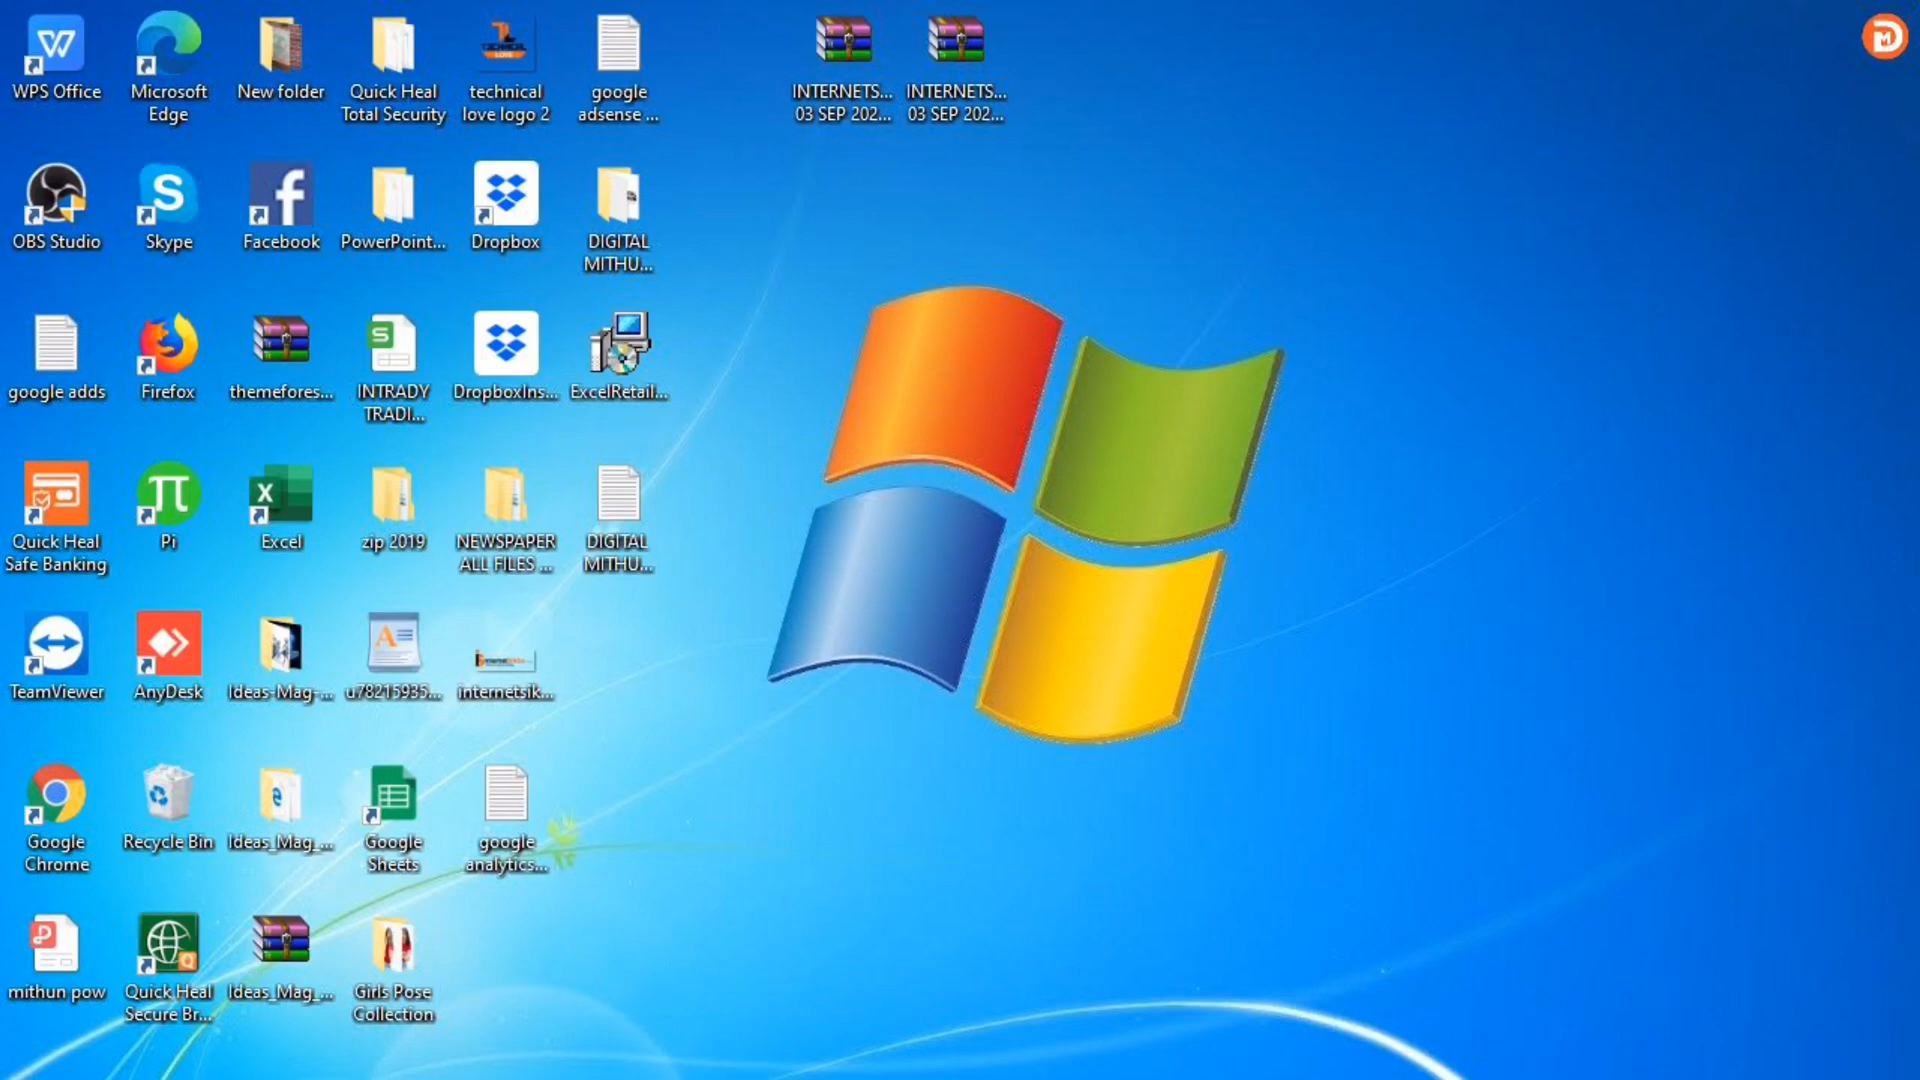 WPS Office
Microsoft
Edge
New folder
Quick Heal
Total Security
technical
love logo 2
google
adsense ...
INTERNETS...
03 SEP 202...
INTERNETS...
03 SEP 202...
OBS Studio
Skype
Facebook
PowerPoint...
Dropbox
DIGITAL
MITHU...
google adds
Firefox
themefores...
INTRADY
TRADI...
DropboxIns...
ExcelRetail...
Quick Heal
Safe Banking
Pi
Excel
zip 2019
NEWSPAPER
ALL FILES ...
DIGITAL
MITHU...
TeamViewer
AnyDesk
Ideas-Mag-...
u78215935...
internetsik...
Google
Chrome
Recycle Bin
Ideas_Mag_...
Google
Sheets
google
analytics...
mithun pow
Quick Heal
Secure Br...
Ideas_Mag_...
Girls Pose
Collection